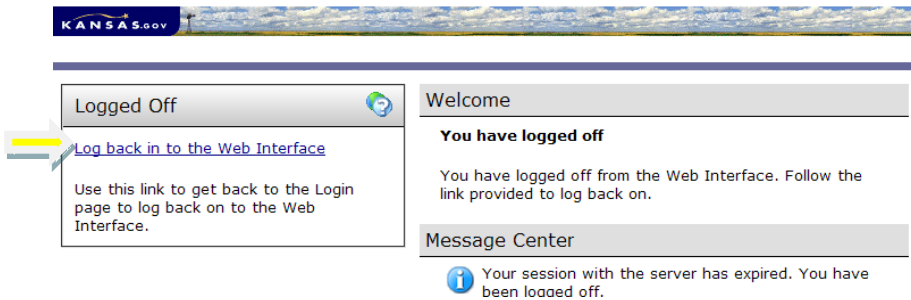 KANSAS.GOV
Logged Off
Log back in to the Web Interface
Use this link to get back to the Login
page to log back on to the Web
Interface.
Welcome
You have logged off
You have logged off from the Web Interface. Follow the
link provided to log back on.
Message Center
Your session with the server has expired. You have
been logged off.